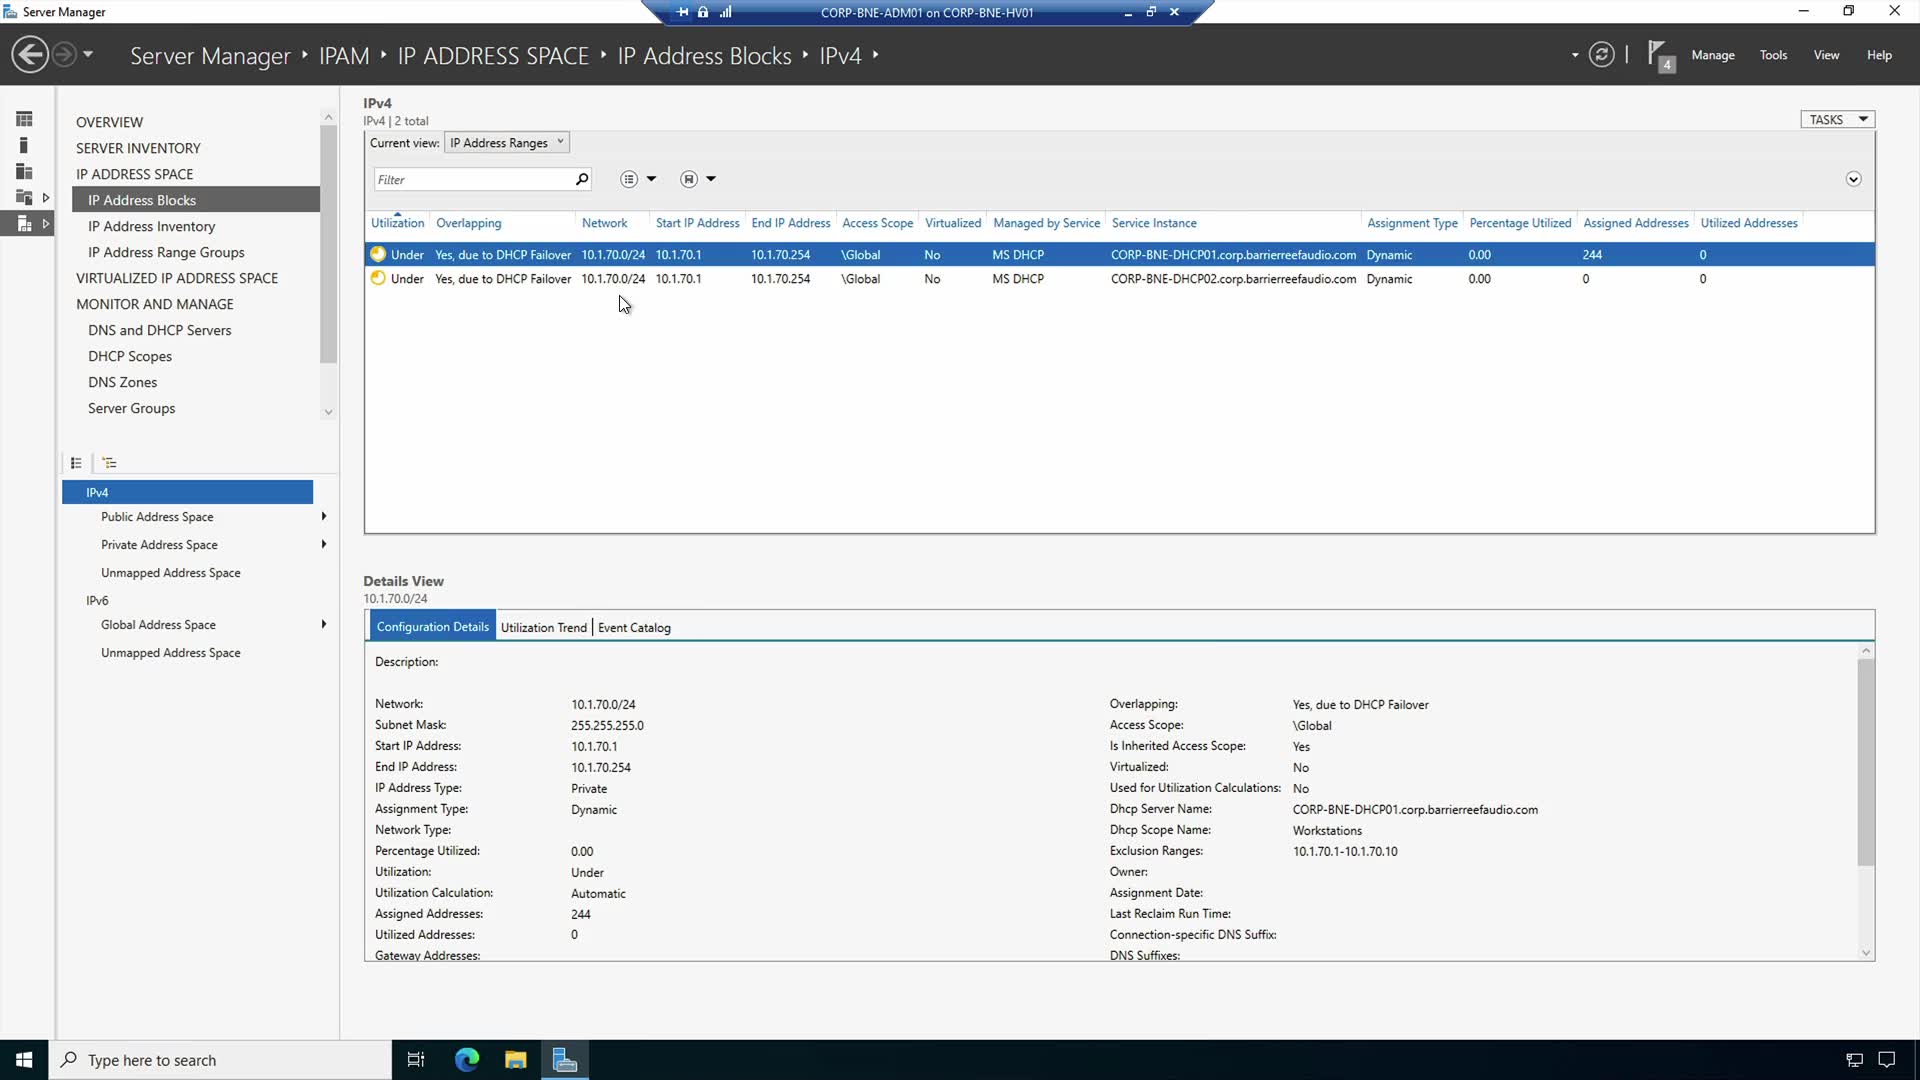 Server Manager
CORP-BNE-ADM01 on CORP-BNE-HV01
Server Manager ‣ IPAM ‣ IP ADDRESS SPACE ‣ IP Address Blocks ‣ IPv4 ‣
4 Manage Tools View Help
OVERVIEW
SERVER INVENTORY
IP ADDRESS SPACE
IP Address Blocks
IP Address Inventory
IP Address Range Groups
VIRTUALIZED IP ADDRESS SPACE
MONITOR AND MANAGE
DNS and DHCP Servers
DHCP Scopes
DNS Zones
Server Groups
IPv4
Public Address Space
Private Address Space
Unmapped Address Space
IPv6
Global Address Space
Unmapped Address Space
IPv4
IPv4 | 2 total
TASKS
Current view: IP Address Ranges
Filter
Utilization Overlapping Network Start IP Address End IP Address Access Scope Virtualized Managed by Service Service Instance Assignment Type Percentage Utilized Assigned Addresses Utilized Addresses
Under Yes, due to DHCP Failover 10.1.70.0/24 10.1.70.1 10.1.70.254 \Global No MS DHCP CORP-BNE-DHCP01.corp.barrierreefaudio.com Dynamic 0.00 244 0
Under Yes, due to DHCP Failover 10.1.70.0/24 10.1.70.1 10.1.70.254 \Global No MS DHCP CORP-BNE-DHCP02.corp.barrierreefaudio.com Dynamic 0.00 0 0
Details View
10.1.70.0/24
Configuration Details Utilization Trend Event Catalog
Description:
Network: 10.1.70.0/24
Subnet Mask: 255.255.255.0
Start IP Address: 10.1.70.1
End IP Address: 10.1.70.254
IP Address Type: Private
Assignment Type: Dynamic
Network Type:
Percentage Utilized: 0.00
Utilization: Under
Utilization Calculation: Automatic
Assigned Addresses: 244
Utilized Addresses: 0
Gateway Addresses:
Overlapping: Yes, due to DHCP Failover
Access Scope: \Global
Is Inherited Access Scope: Yes
Virtualized: No
Used for Utilization Calculations: No
Dhcp Server Name: CORP-BNE-DHCP01.corp.barrierreefaudio.com
Dhcp Scope Name: Workstations
Exclusion Ranges: 10.1.70.1-10.1.70.10
Owner:
Assignment Date:
Last Reclaim Run Time:
Connection-specific DNS Suffix:
DNS Suffixes:
Type here to search